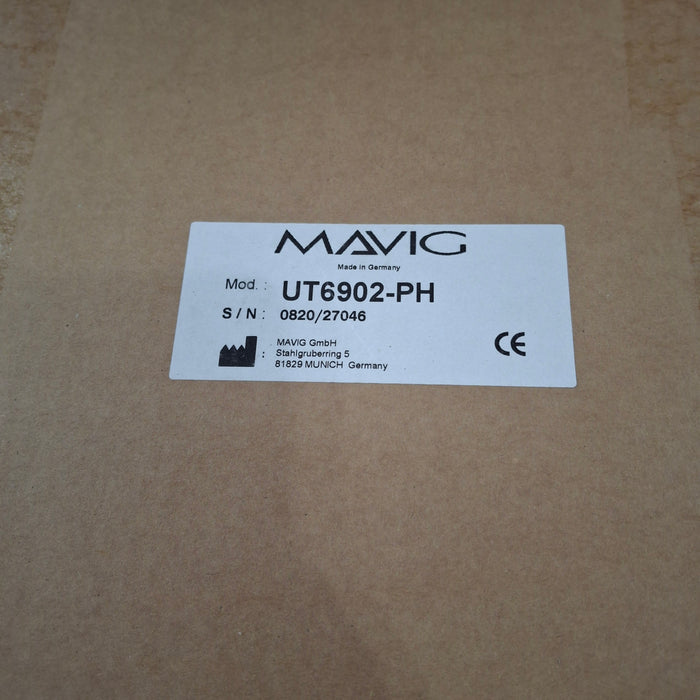 MAVIG
Made in Germany
Mod. : UT6902-PH
S / N : 0820/27046
: MAVIG GmbH
Stahlgruberring 5
81829 MUNICH Germany
CE